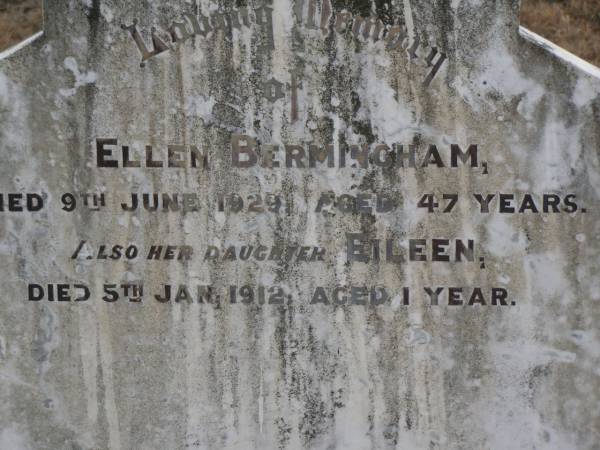 Loving Memory
of
ELLEN BERMINGHAM,
IED 9TH JUNE 1929. AGED 47 YEARS.
ALSO HER DAUGHTER EILEEN,
DIED 5TH JAN, 1912, AGED 1 YEAR.